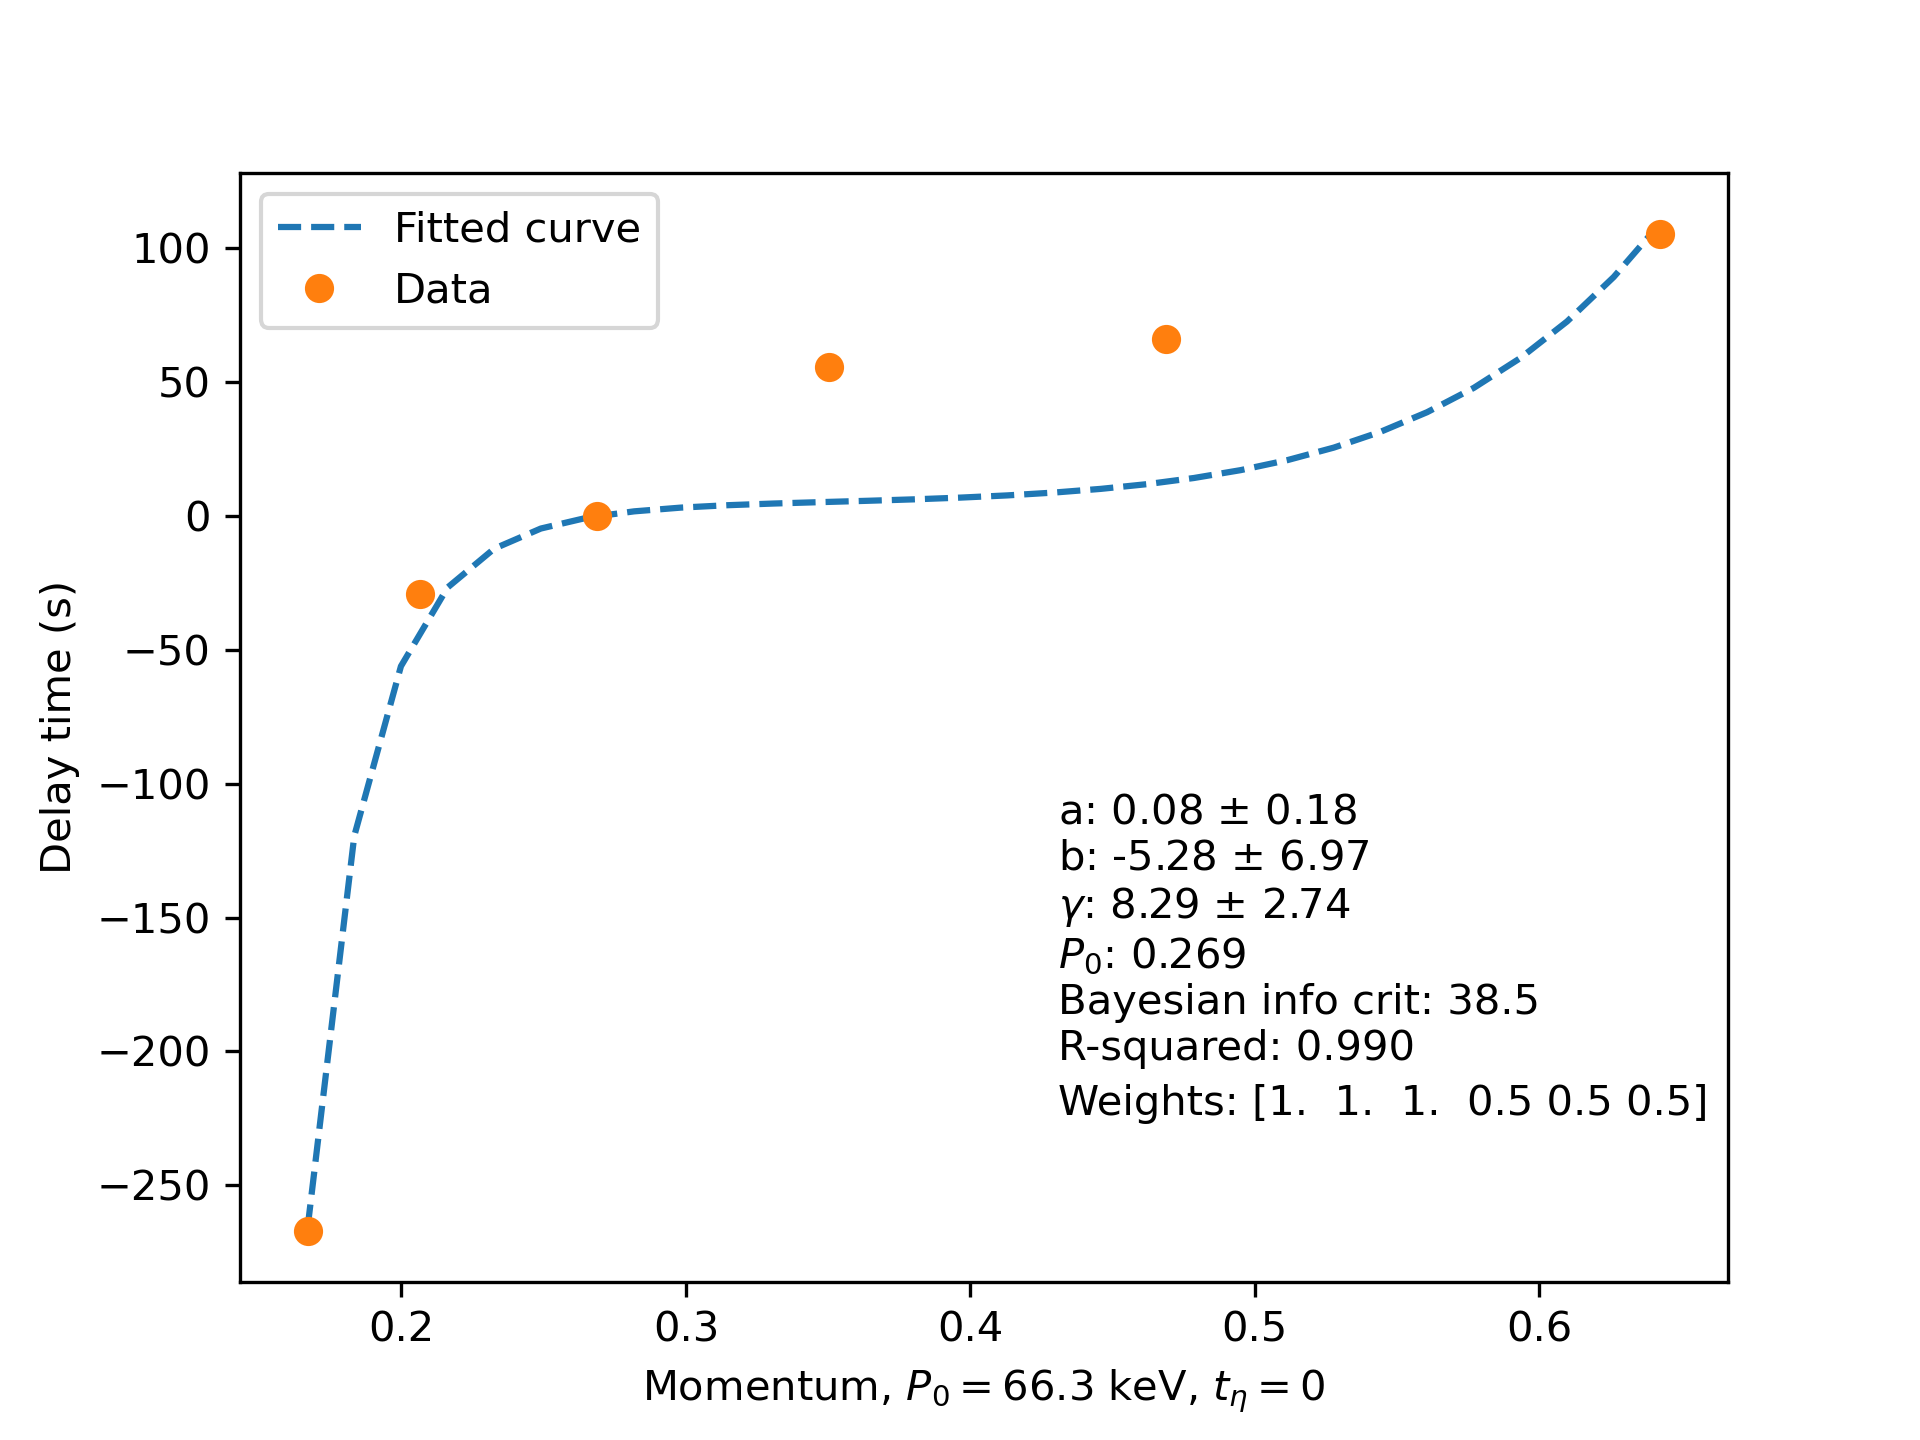 Fitted curve
Data
100
50
0
−50
−100
−150
−200
−250
Delay time (s)
a: 0.08 ± 0.18
b: -5.28 ± 6.97
γ: 8.29 ± 2.74
P₀: 0.269
Bayesian info crit: 38.5
R-squared: 0.990
Weights: [1.  1.  1.  0.5 0.5 0.5]
0.2 0.3 0.4 0.5 0.6
Momentum, P₀ = 66.3 keV, tη = 0